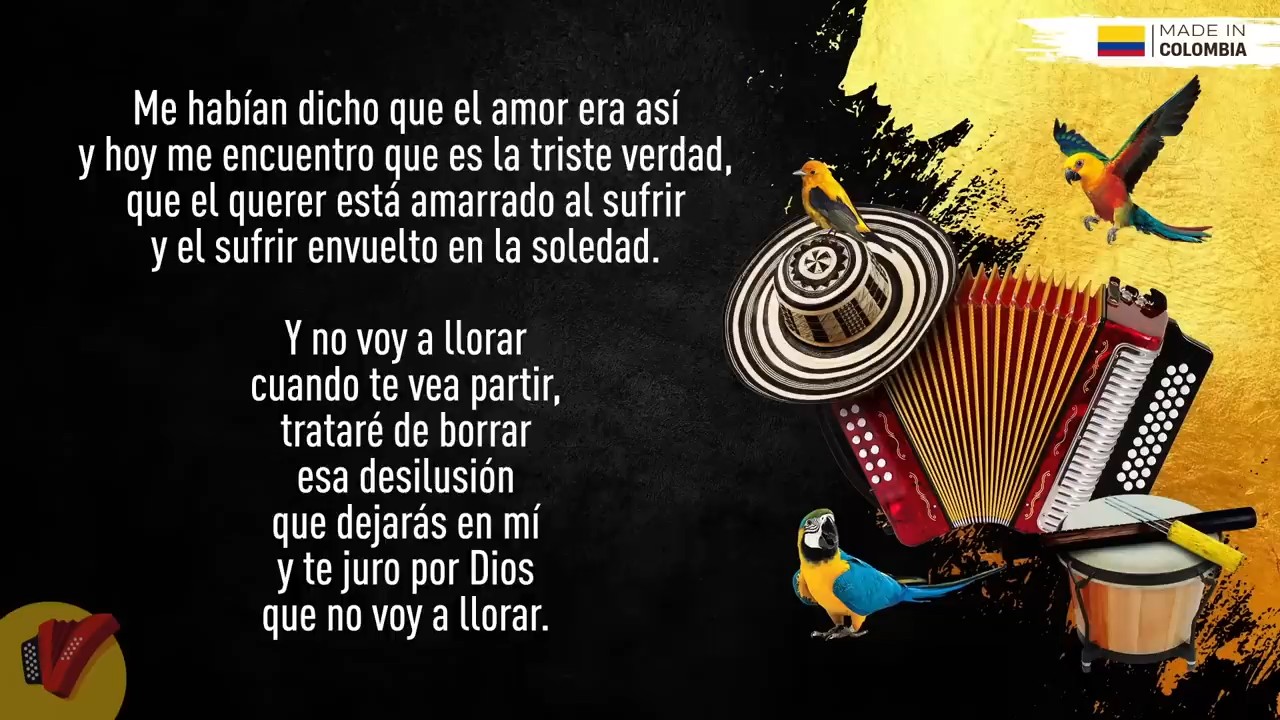 MADE IN
COLOMBIA
Me habían dicho que el amor era así
y hoy me encuentro que es la triste verdad,
que el querer está amarrado al sufrir
y el sufrir envuelto en la soledad.
Y no voy a llorar
cuando te vea partir,
trataré de borrar
esa desilusión
que dejarás en mí
y te juro por Dios
que no voy a llorar.